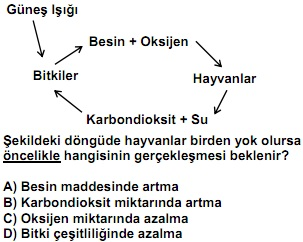 Güneş Işığı
Besin + Oksijen
Bitkiler
Hayvanlar
Karbondioksit + Su
Şekildeki döngüde hayvanlar birden yok olursa
öncelikle hangisinin gerçekleşmesi beklenir?
A) Besin maddesinde artma
B) Karbondioksit miktarında artma
C) Oksijen miktarında azalma
D) Bitki çeşitliliğinde azalma